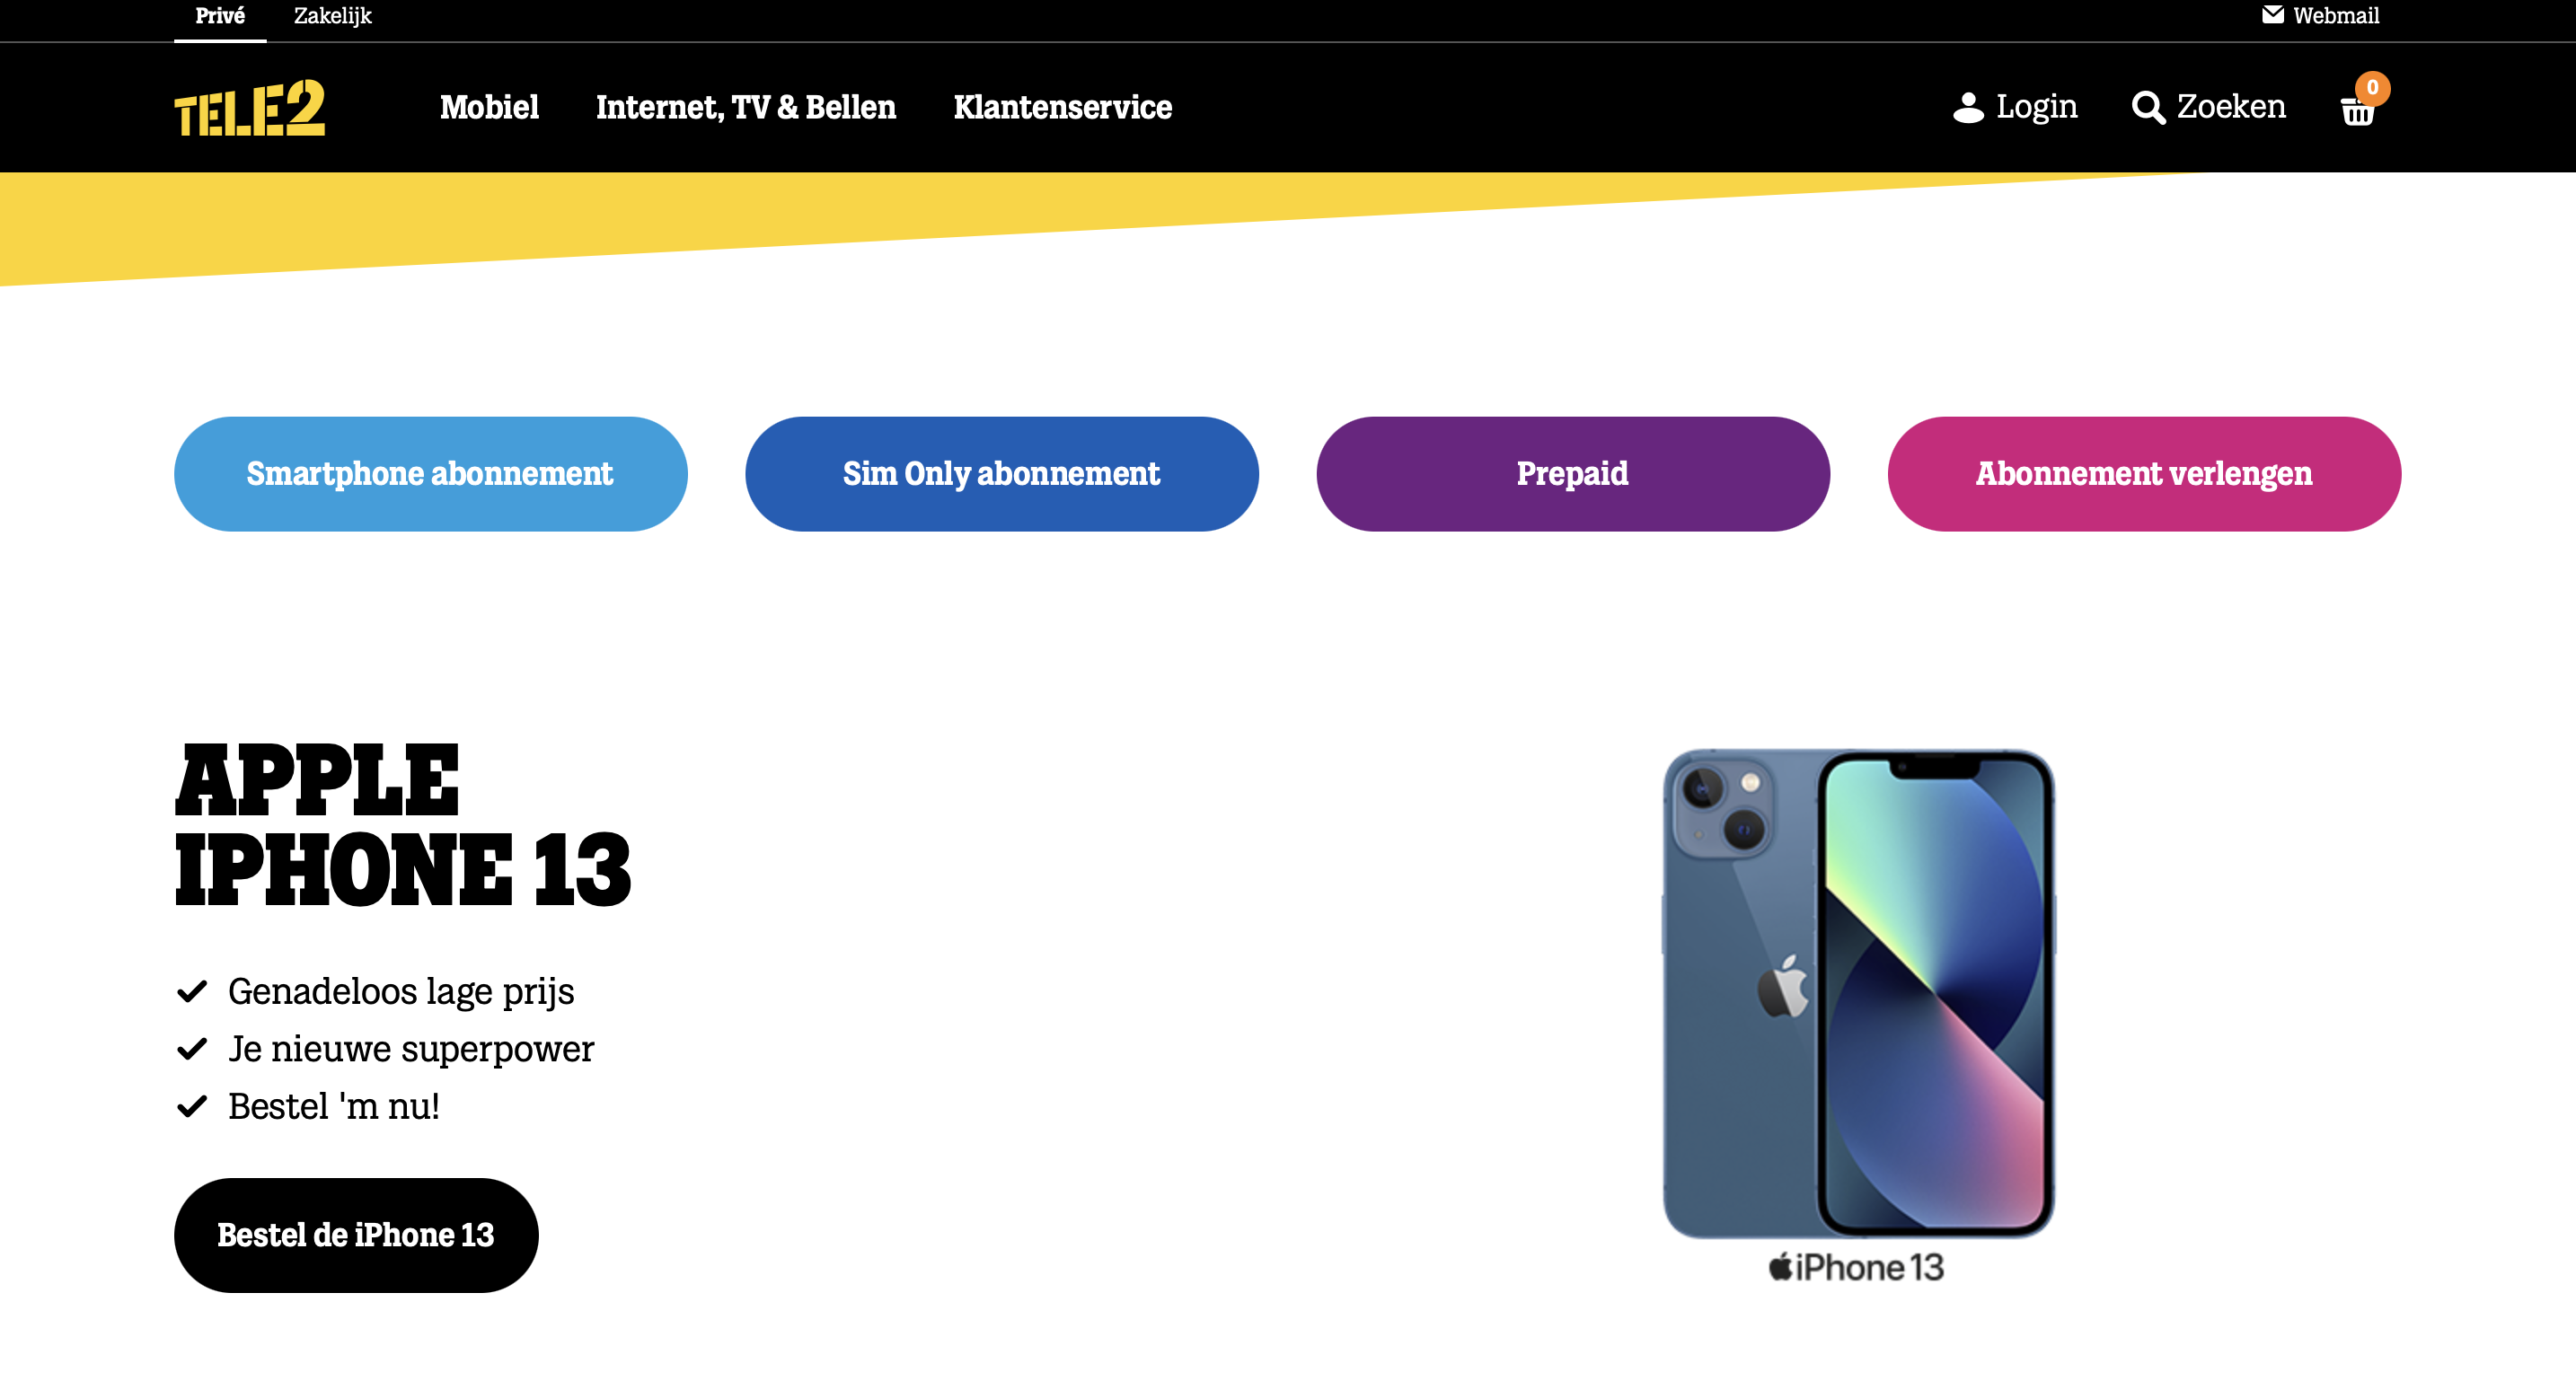 Privé Zakelijk Webmail
TELE2 Mobiel Internet, TV & Bellen Klantenservice Login Zoeken 0
Smartphone abonnement Sim Only abonnement Prepaid Abonnement verlengen
APPLE
IPHONE 13
Genadeloos lage prijs
Je nieuwe superpower
Bestel 'm nu!
Bestel de iPhone 13
iPhone 13